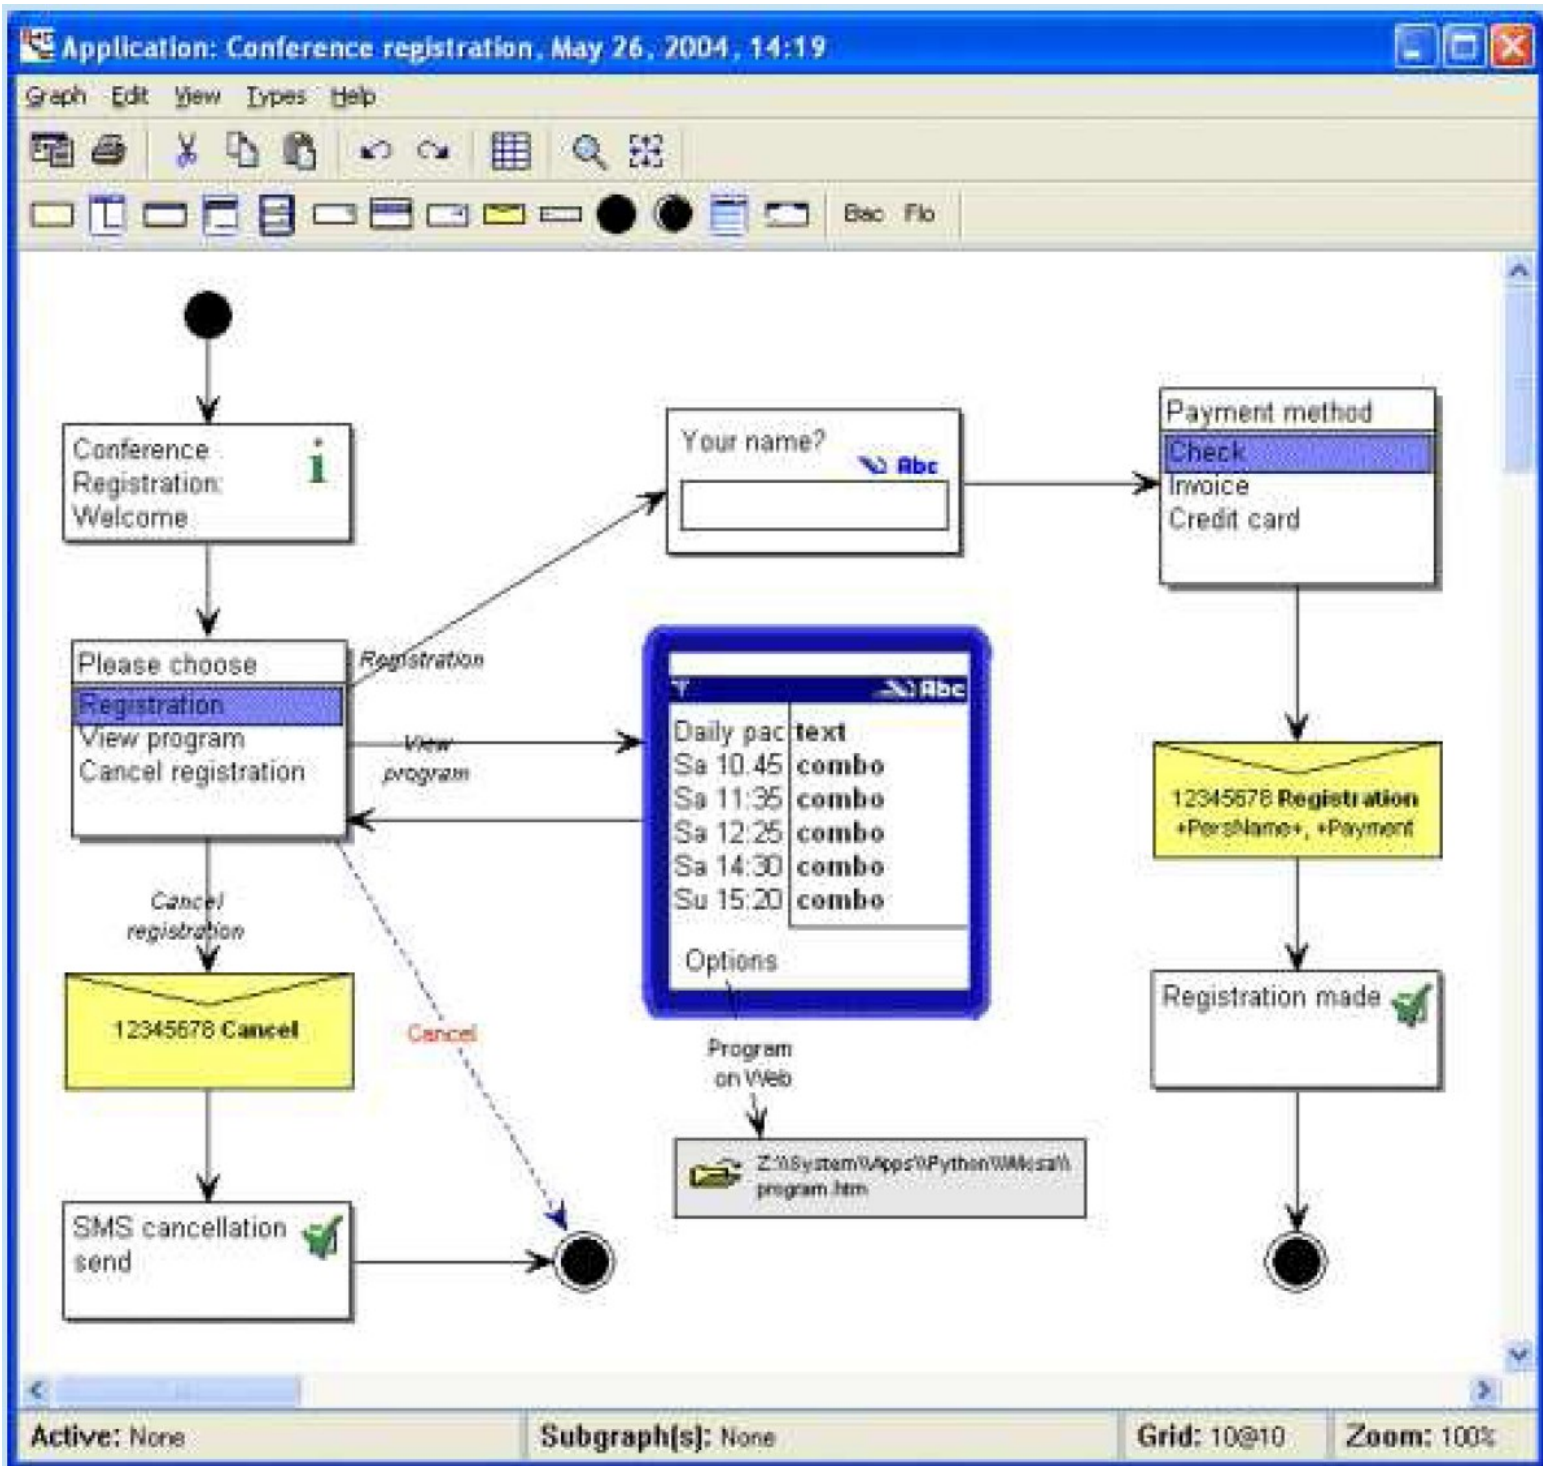 Application: Conference registration, May 26, 2004, 14:19
Graph Edit View Types Help
Bac Flo
Conference
Registration:
Welcome
i
Your name?
Abc
Payment method
Check
Invoice
Credit card
Please choose
Registration
View program
Cancel registration
Registration
View
program
Abc
Daily pac text
Sa 10.45 combo
Sa 11:35 combo
Sa 12:25 combo
Sa 14:30 combo
Su 15:20 combo
Options
12345678 Registration
+PersName+, +Payment
Cancel
registration
12345678 Cancel
Cancel
Program
on Web
Registration made
program.htm
SMS cancellation
send
Active: None
Subgraph(s): None
Grid: 10@10
Zoom: 100%